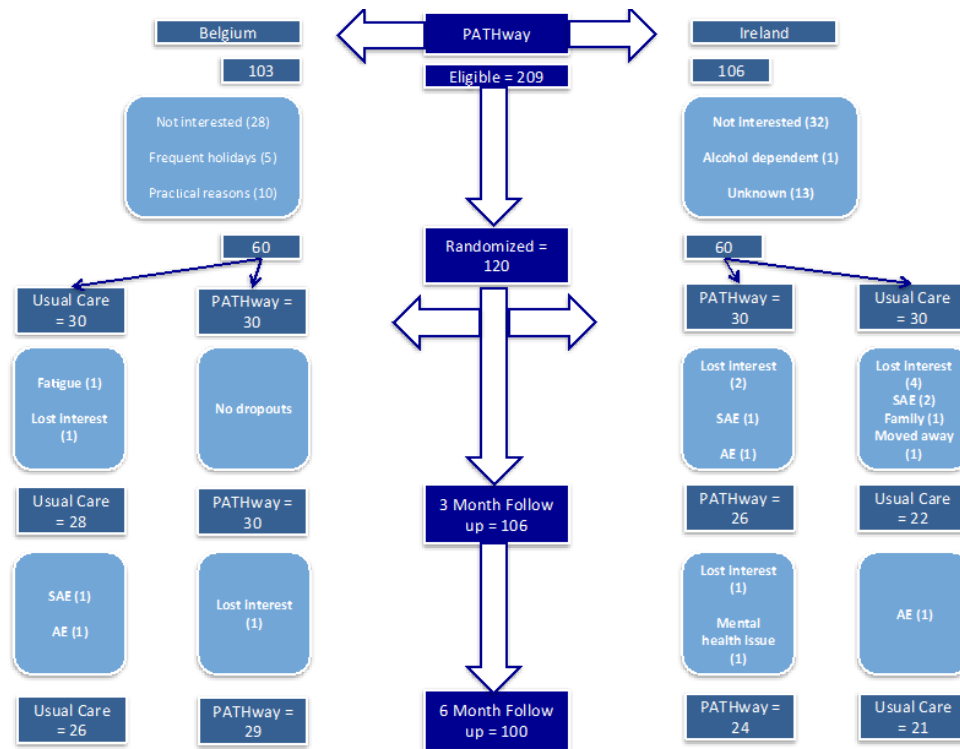 Belgium
PATHway
Ireland
103
Eligible = 209
106
Not interested (28)
Frequent holidays (5)
Practical reasons (10)
Not interested (32)
Alcohol dependent (1)
Unknown (13)
60
Randomized =
120
60
Usual Care
= 30
PATHway =
30
PATHway =
30
Usual Care
= 30
Fatigue (1)
Lost interest
(1)
No dropouts
Lost interest
(2)
SAE (1)
AE (1)
Lost interest
(4)
SAE (2)
Family (1)
Moved away
(1)
Usual Care
= 28
PATHway =
30
3 Month Follow
up = 106
PATHway =
26
Usual Care
= 22
SAE (1)
AE (1)
Lost interest
(1)
Lost interest
(1)
Mental
health issue
(1)
AE (1)
Usual Care
= 26
PATHway =
29
6 Month Follow
up = 100
PATHway =
24
Usual Care
= 21